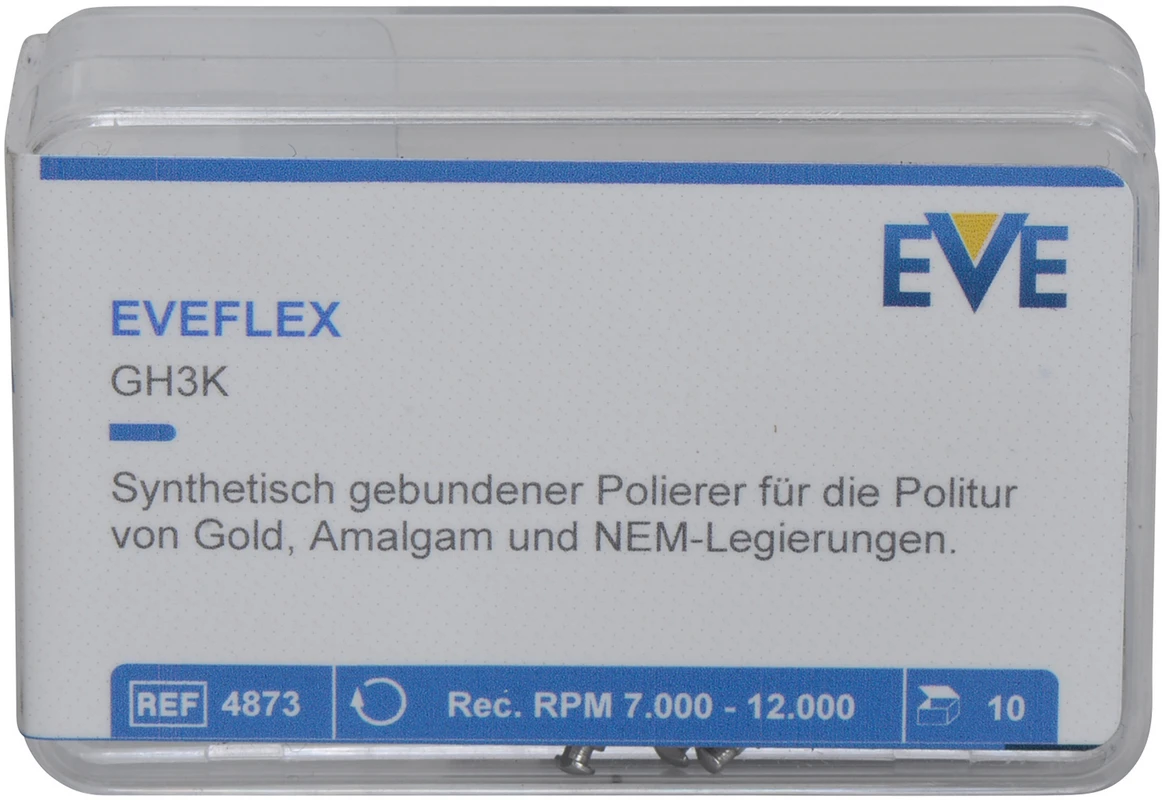 EVE
EVEFLEX
GH3K
Synthetisch gebundener Polierer für die Politur
von Gold, Amalgam und NEM-Legierungen.
REF 4873 Rec. RPM 7.000 - 12.000 10